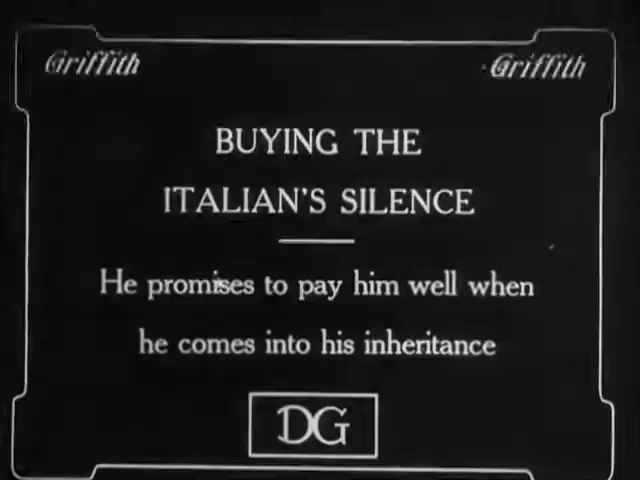 Griffith Griffith
BUYING THE
ITALIAN'S SILENCE
He promises to pay him well when
he comes into his inheritance
DG